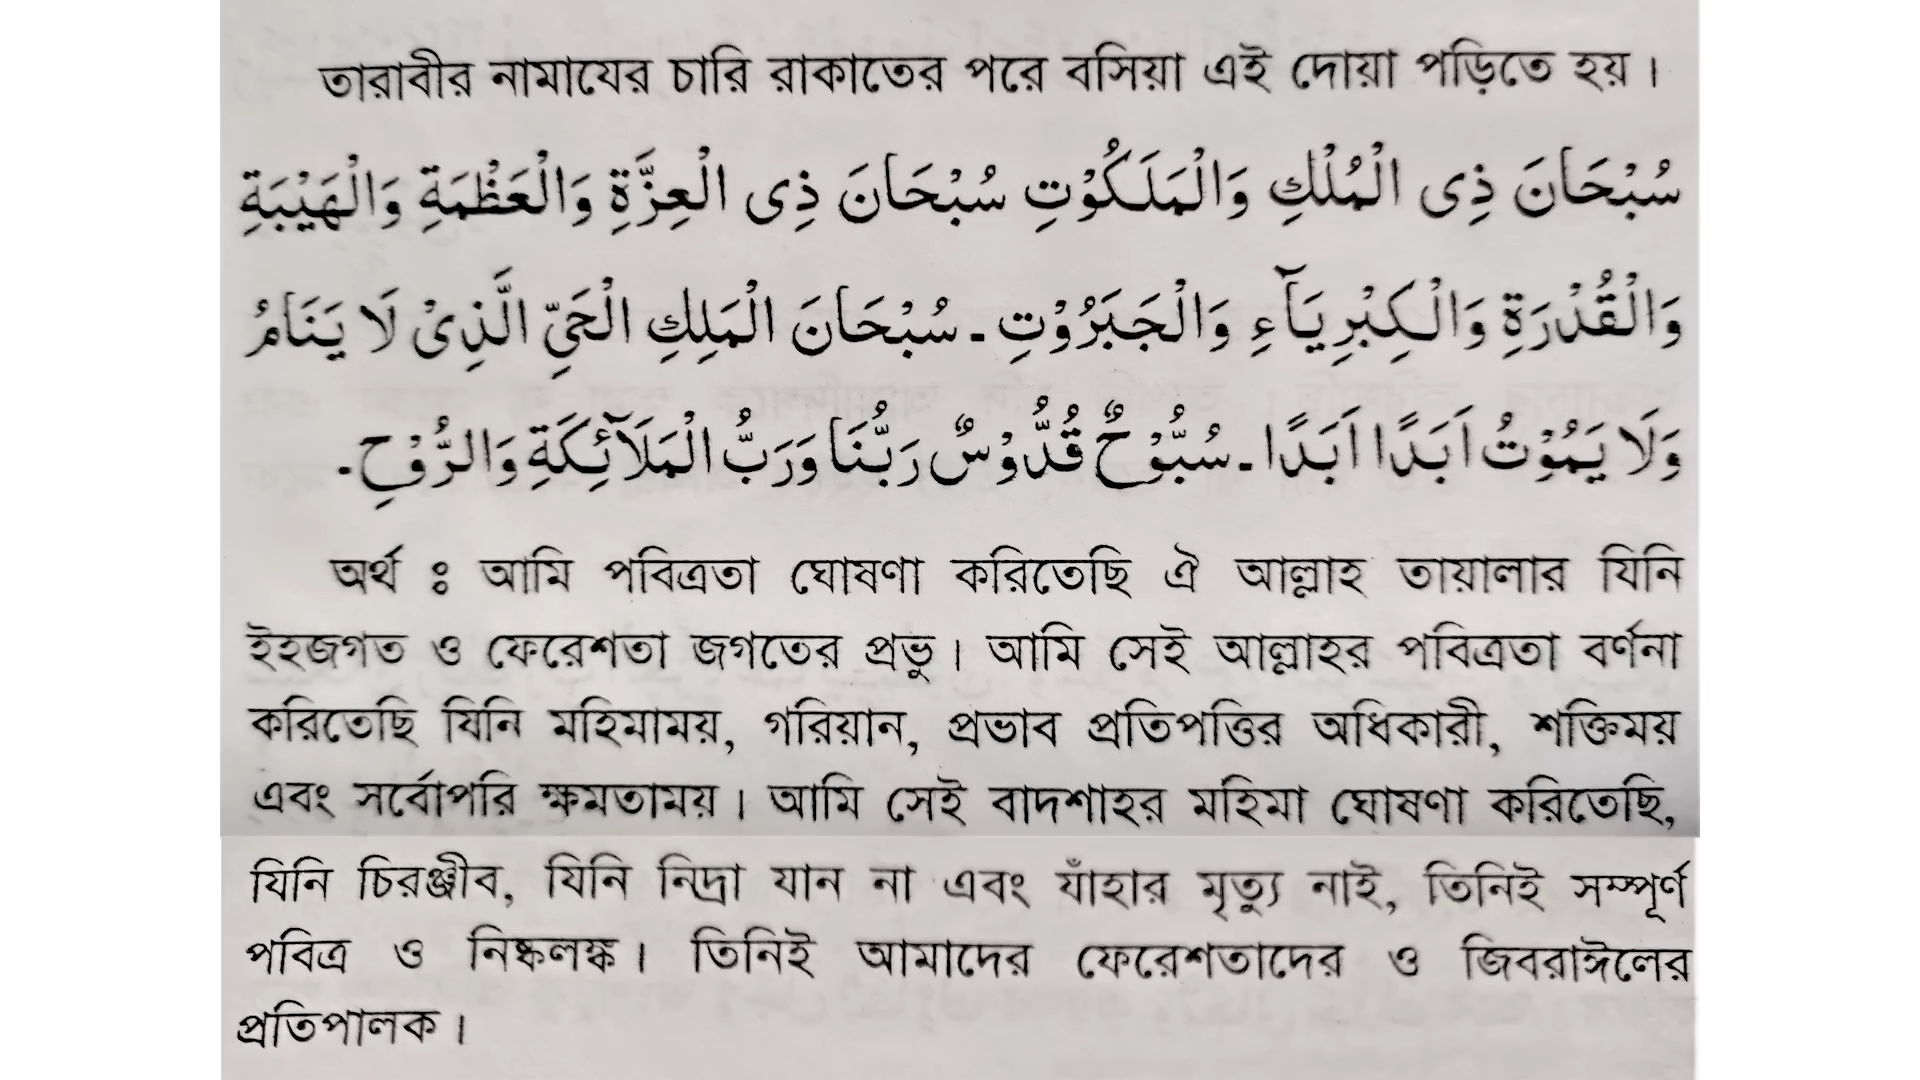 তারাবীর নামাযের চারি রাকাতের পরে বসিয়া এই দোয়া পড়িতে হয়।
سُبْحَانَ ذِى الْمُلْكِ وَالْمَلَكُوْتِ سُبْحَانَ ذِى الْعِزَّةِ وَالْعَظْمَةِ وَالْهَيْبَةِ
وَالْقُدْرَةِ وَالْكِبْرِيَآءِ وَالْجَبَرُوْتِ ـ سُبْحَانَ الْمَلِكِ الْحَيِّ الَّذِىْ لَا يَنَامُ
وَلَا يَمُوْتُ اَبَدًا اَبَدًا ـ سُبُّوْحٌ قُدُّوْسٌ رَبُّنَا وَرَبُّ الْمَلَآئِكَةِ وَالرُّوْحِ ـ
অর্থ ঃ আমি পবিত্রতা ঘোষণা করিতেছি ঐ আল্লাহ তায়ালার যিনি
ইহজগত ও ফেরেশতা জগতের প্রভু। আমি সেই আল্লাহর পবিত্রতা বর্ণনা
করিতেছি যিনি মহিমাময়, গরিয়ান, প্রভাব প্রতিপত্তির অধিকারী, শক্তিময়
এবং সর্বোপরি ক্ষমতাময়। আমি সেই বাদশাহর মহিমা ঘোষণা করিতেছি,
যিনি চিরঞ্জীব, যিনি নিদ্রা যান না এবং যাঁহার মৃত্যু নাই, তিনিই সম্পূর্ণ
পবিত্র ও নিষ্কলঙ্ক। তিনিই আমাদের ফেরেশতাদের ও জিবরাঈলের
প্রতিপালক।